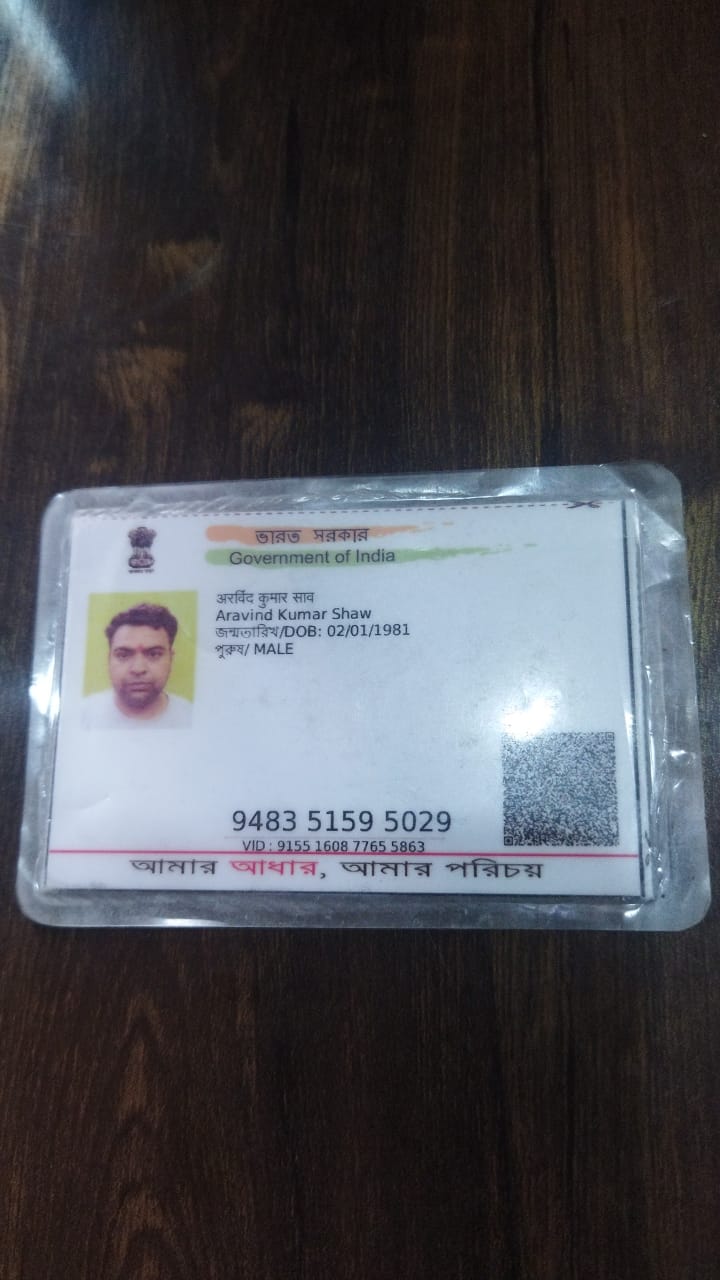 ভারত সরকার
Government of India
अरविंद कुमार साव
Aravind Kumar Shaw
জন্মতারিখ/DOB: 02/01/1981
পুরুষ/ MALE
9483 5159 5029
VID : 9155 1608 7765 5863
আমার আধার, আমার পরিচয়